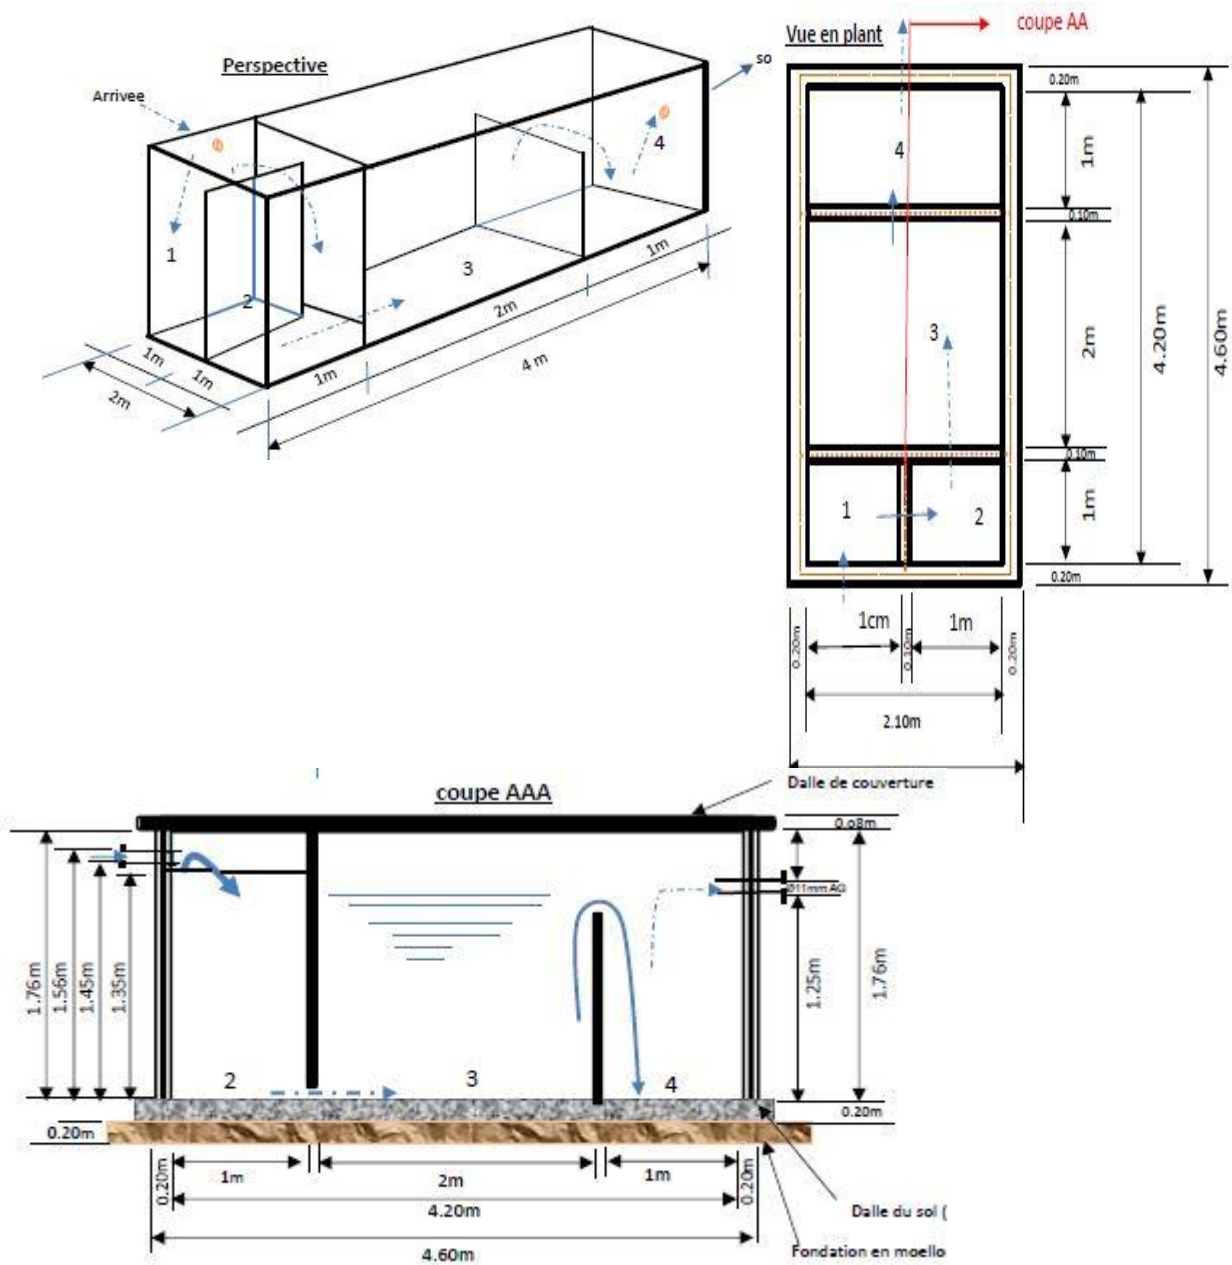 Perspective
Arrivee
so
1
2
3
4
1m
1m
2m
1m
2m
1m
4 m
Vue en plant
coupe AA
0.20m
4
1m
0.10m
3
2m
4.20m
4.60m
0.10m
1
2
1m
0.20m
0.20m
1cm
0.10m
1m
0.20m
2.10m
coupe AAA
Dalle de couverture
0.08m
Ø11mm AG
1.76m
1.56m
1.45m
1.35m
1.25m
1.76m
2
3
4
0.20m
0.20m
0.20m
1m
2m
1m
0.20m
4.20m
4.60m
Dalle du sol (
Fondation en moello